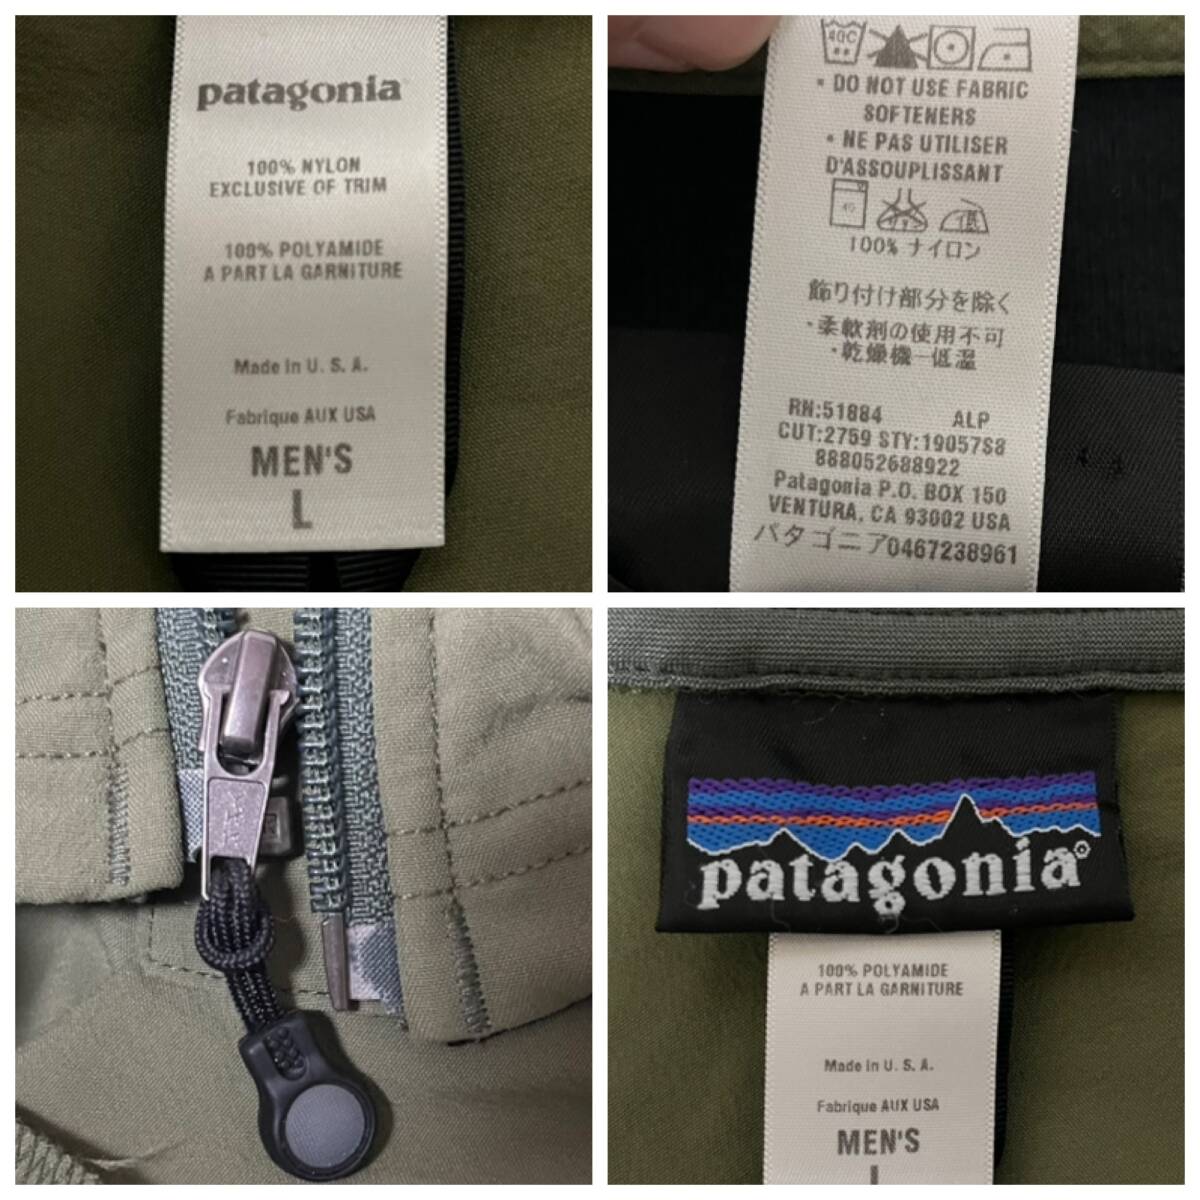 patagonia
100% NYLON
EXCLUSIVE OF TRIM
100% POLYAMIDE
A PART LA GARNITURE
Made in U. S. A.
Fabrique AUX USA
MEN'S
L
40C
* DO NOT USE FABRIC
SOFTENERS
* NE PAS UTILISER
D'ASSOUPLISSANT
40
低
100% ナイロン
飾り付け部分を除く
・柔軟剤の使用不可
・乾燥機ー低温
RN:51884 ALP
CUT:2759 STY:19057S8
888052688922
Patagonia P.O. BOX 150
VENTURA, CA 93002 USA
パタゴニア0467238961
patagonia®
100% POLYAMIDE
A PART LA GARNITURE
Made in U. S. A.
Fabrique AUX USA
MEN'S